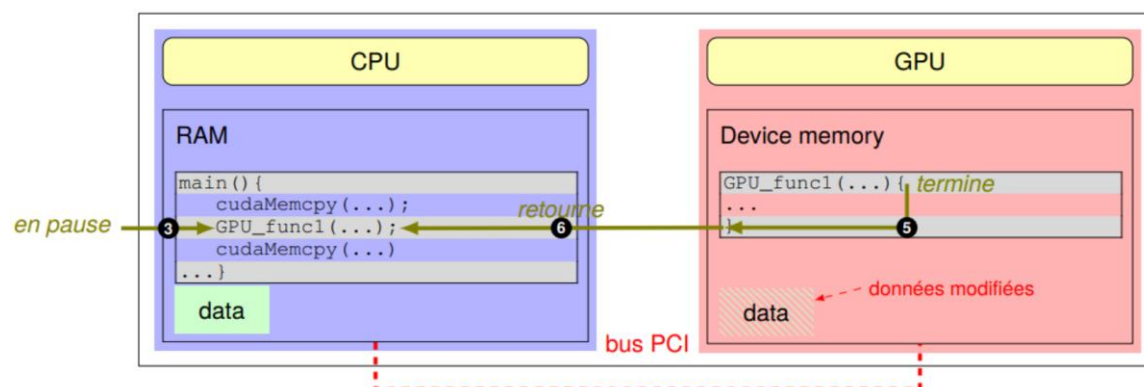 CPU
RAM
main(){
cudaMemcpy(...);
en pause
3
GPU_func1(...);
retourne
6
cudaMemcpy(...)
...}
data
bus PCI
GPU
Device memory
GPU_func1(...){
termine
...
}
5
données modifiées
data